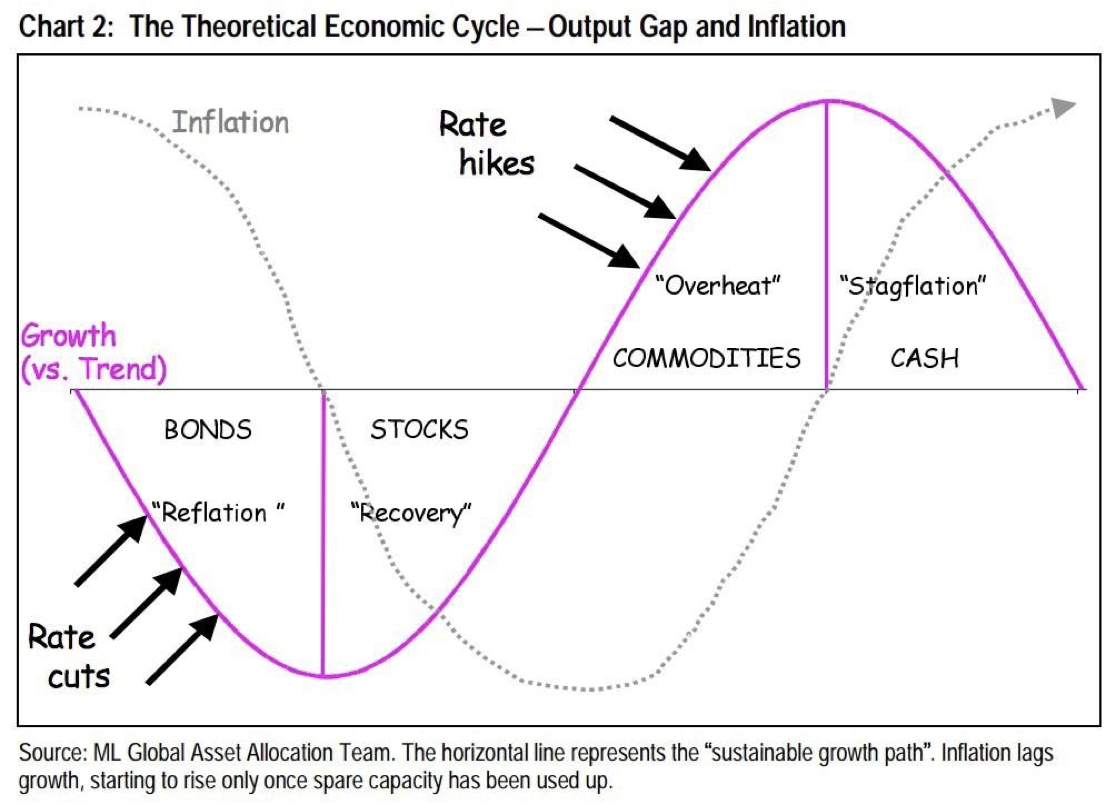 Chart 2: The Theoretical Economic Cycle – Output Gap and Inflation
Inflation
Rate
hikes
"Overheat"
"Stagflation"
Growth
(vs. Trend)
COMMODITIES
CASH
BONDS
STOCKS
"Reflation "
"Recovery"
Rate
cuts
Source: ML Global Asset Allocation Team. The horizontal line represents the "sustainable growth path". Inflation lags
growth, starting to rise only once spare capacity has been used up.